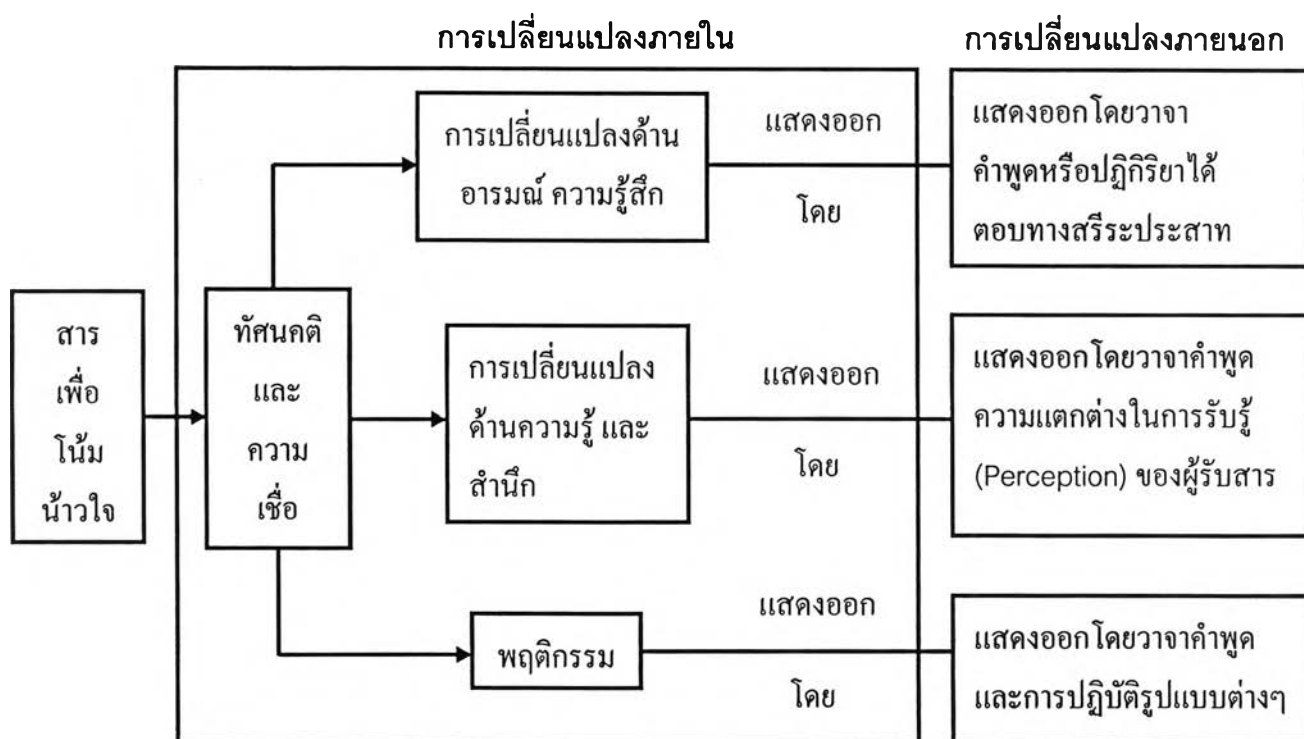 การเปลี่ยนแปลงภายใน
การเปลี่ยนแปลงภายนอก
สาร
เพื่อ
โน้ม
น้าวใจ
ทัศนคติ
และ
ความ
เชื่อ
การเปลี่ยนแปลงด้าน
อารมณ์ ความรู้สึก
แสดงออก
โดย
แสดงออกโดยวาจา
คำพูดหรือปฏิกิริยาได้
ตอบทางสรีระประสาท
การเปลี่ยนแปลง
ด้านความรู้ และ
สำนึก
แสดงออก
โดย
แสดงออกโดยวาจาคำพูด
ความแตกต่างในการรับรู้
(Perception) ของผู้รับสาร
พฤติกรรม
แสดงออก
โดย
แสดงออกโดยวาจาคำพูด
และการปฏิบัติรูปแบบต่างๆ